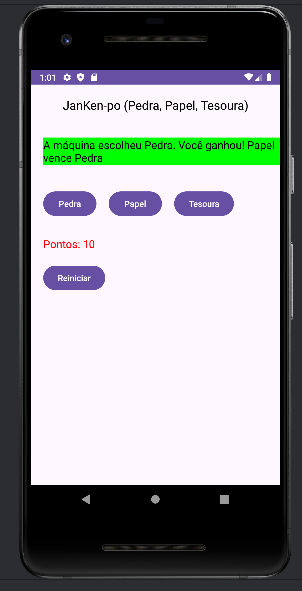 1:01
JanKen-po (Pedra, Papel, Tesoura)
A máquina escolheu Pedra. Você ganhou! Papel
vence Pedra
Pedra Papel Tesoura
Pontos: 10
Reiniciar